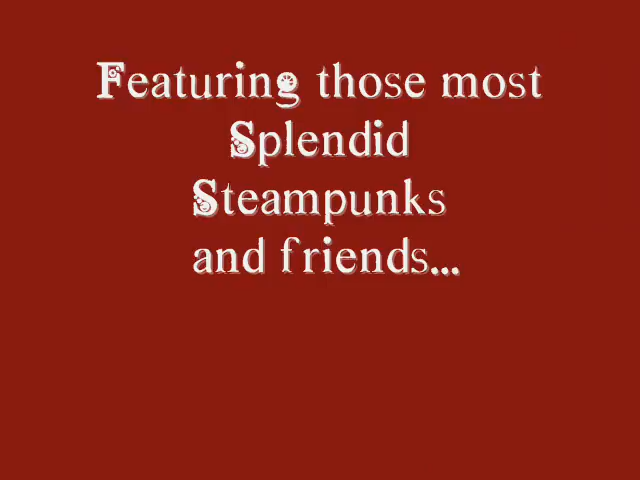 Featuring those most
Splendid
Steampunks
and friends...